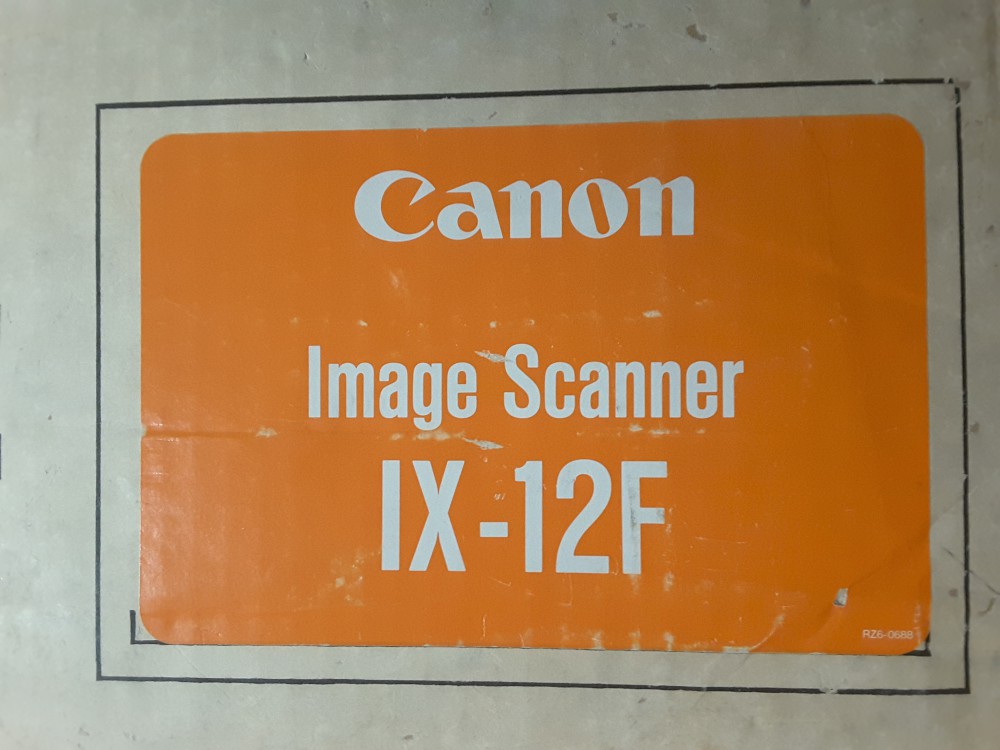 Canon
Image Scanner
IX-12F
RZ6-0688